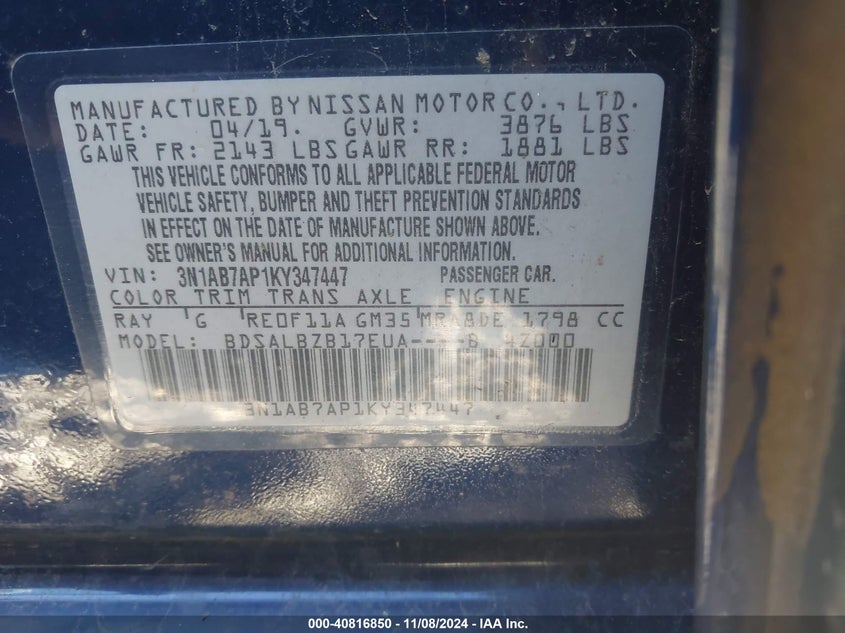 MANUFACTURED BY NISSAN MOTOR CO., LTD.
DATE: 04/19. GVWR: 3876 LBS
GAWR FR: 2143 LBS GAWR RR: 1881 LBS
THIS VEHICLE CONFORMS TO ALL APPLICABLE FEDERAL MOTOR
VEHICLE SAFETY, BUMPER AND THEFT PREVENTION STANDARDS
IN EFFECT ON THE DATE OF MANUFACTURE SHOWN ABOVE.
SEE OWNER'S MANUAL FOR ADDITIONAL INFORMATION.
VIN: 3N1AB7AP1KY347447 PASSENGER CAR.
COLOR TRIM TRANS AXLE ENGINE
RAY 'G RE0F11A GM35 MRA8DE 1798 CC
MODEL: BDSALBZB17EUA----B 4Z000
3N1AB7AP1KY347447
000-40816850 - 11/08/2024 - IAA Inc.